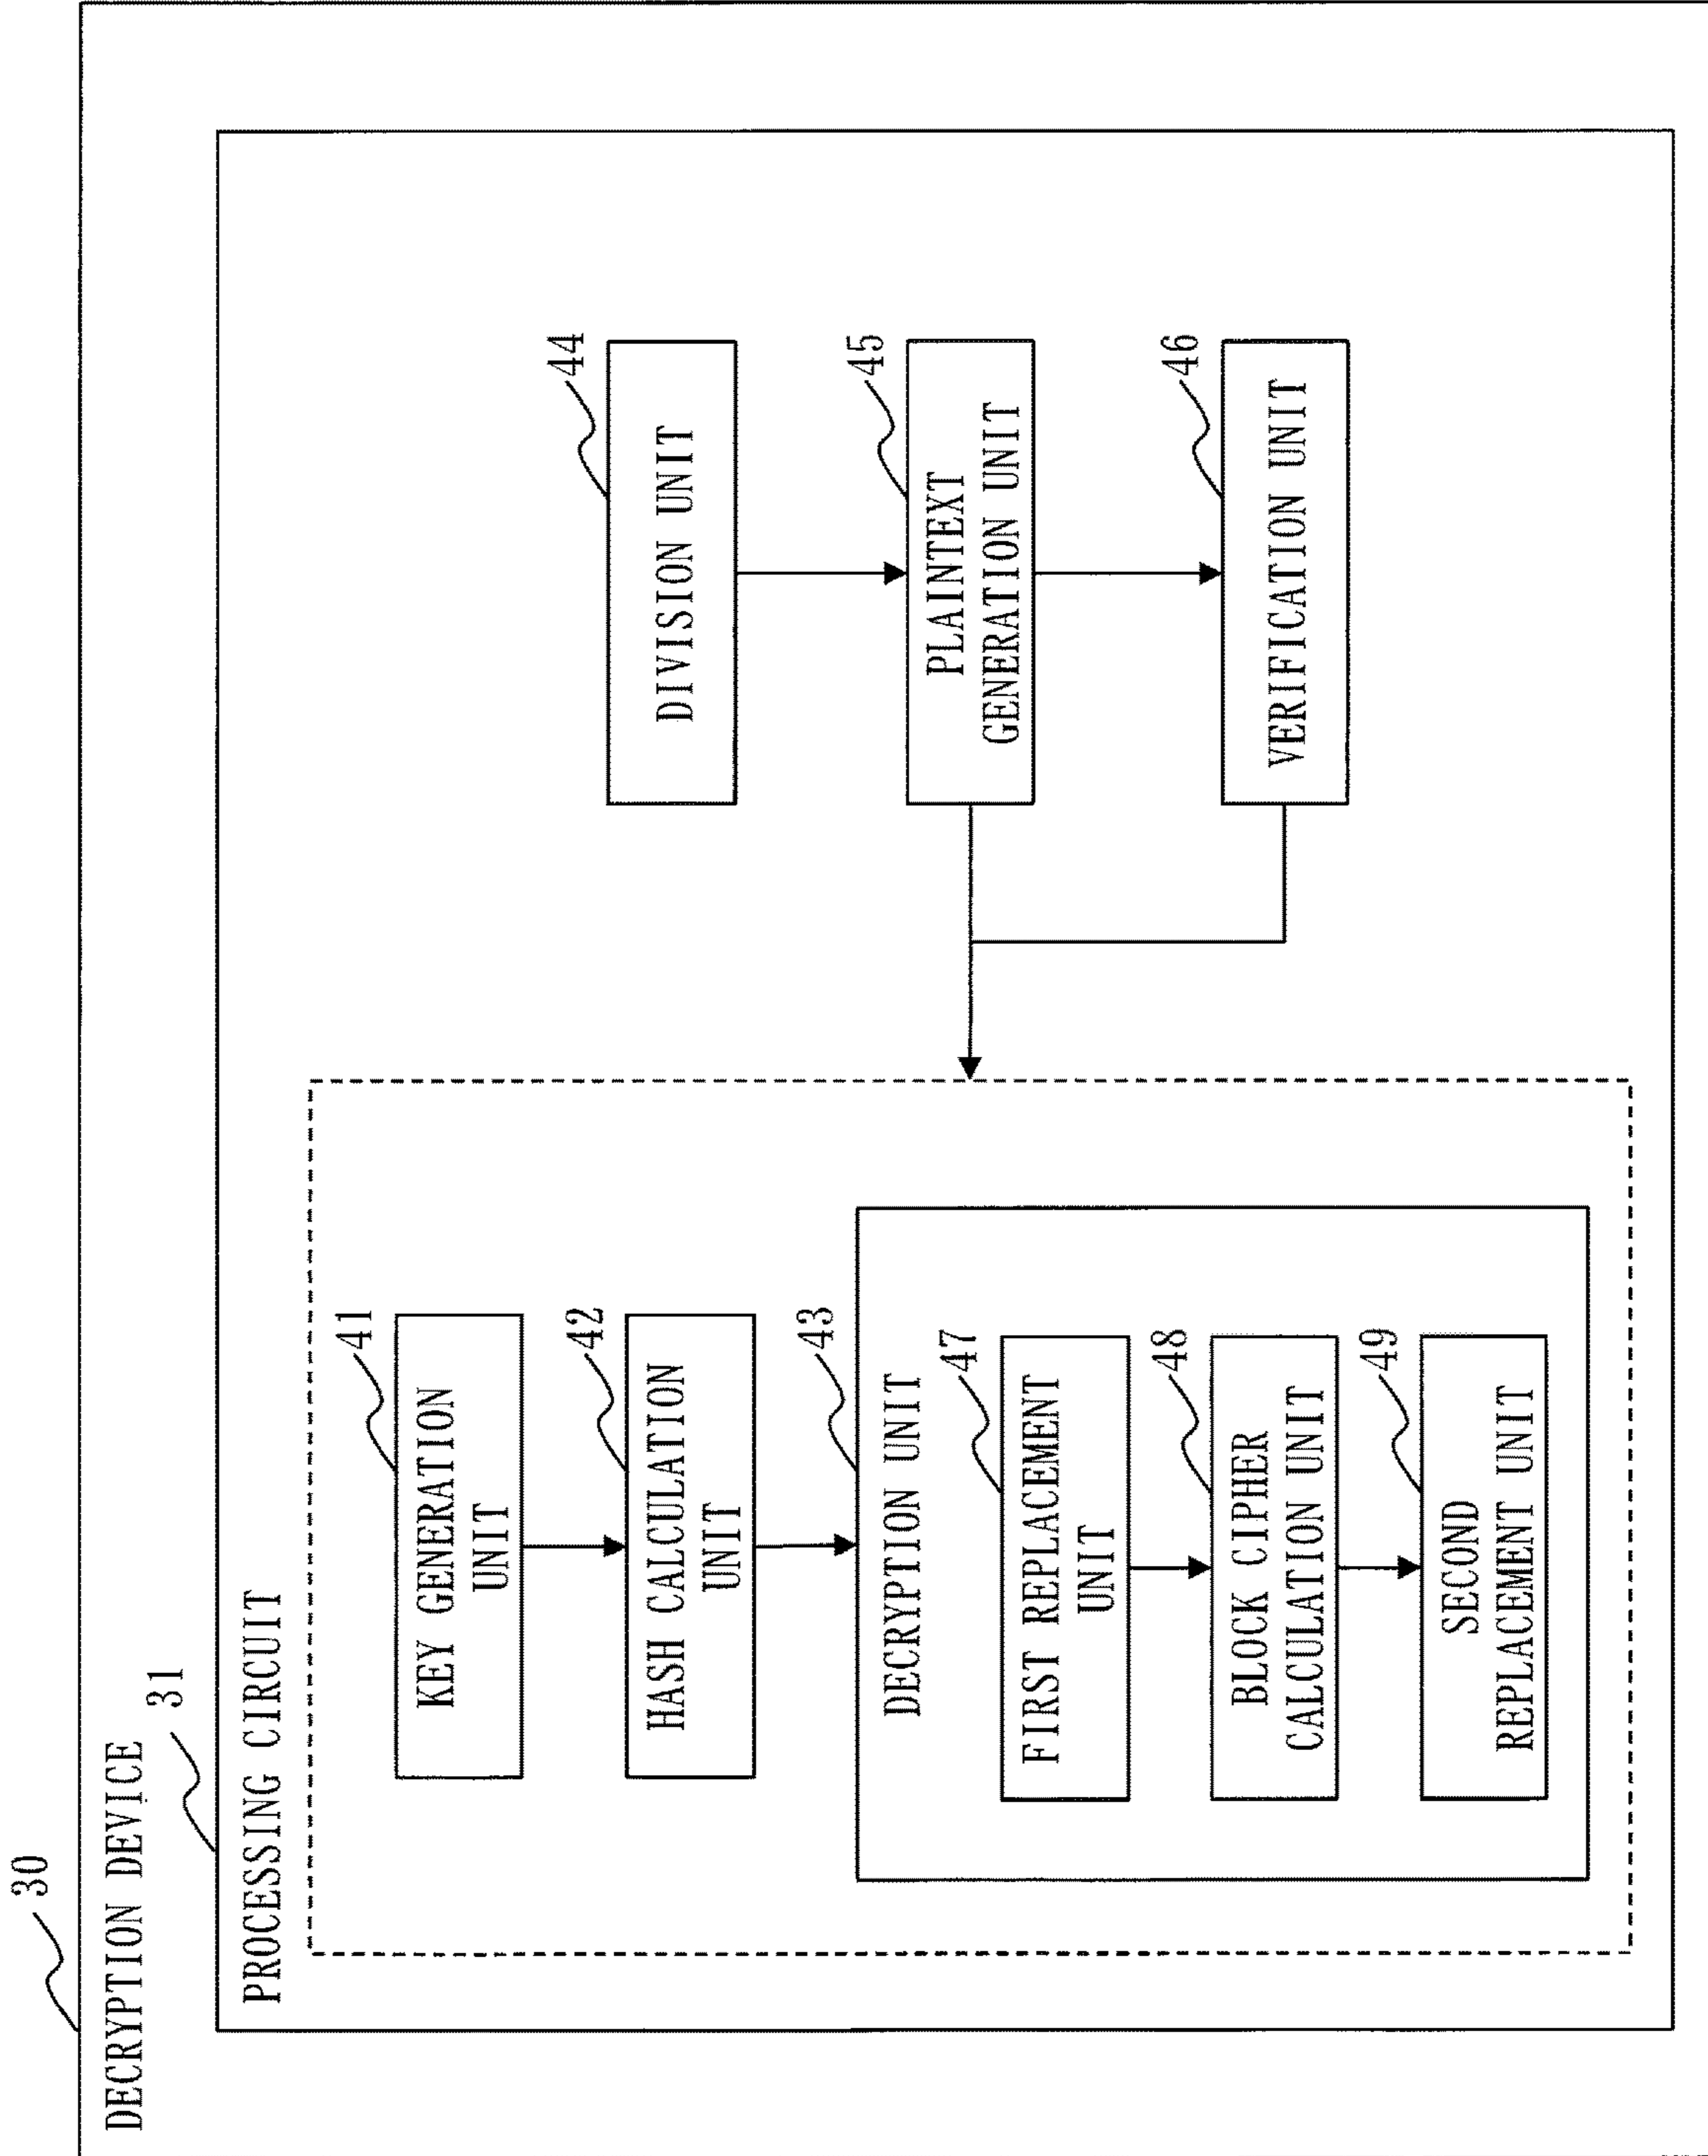 30
DECRYPTION DEVICE
31
PROCESSING CIRCUIT
41
KEY GENERATION
UNIT
42
HASH CALCULATION
UNIT
43
DECRYPTION UNIT
47
FIRST REPLACEMENT
UNIT
48
BLOCK CIPHER
CALCULATION UNIT
49
SECOND
REPLACEMENT UNIT
44
DIVISION UNIT
45
PLAINTEXT
GENERATION UNIT
46
VERIFICATION UNIT